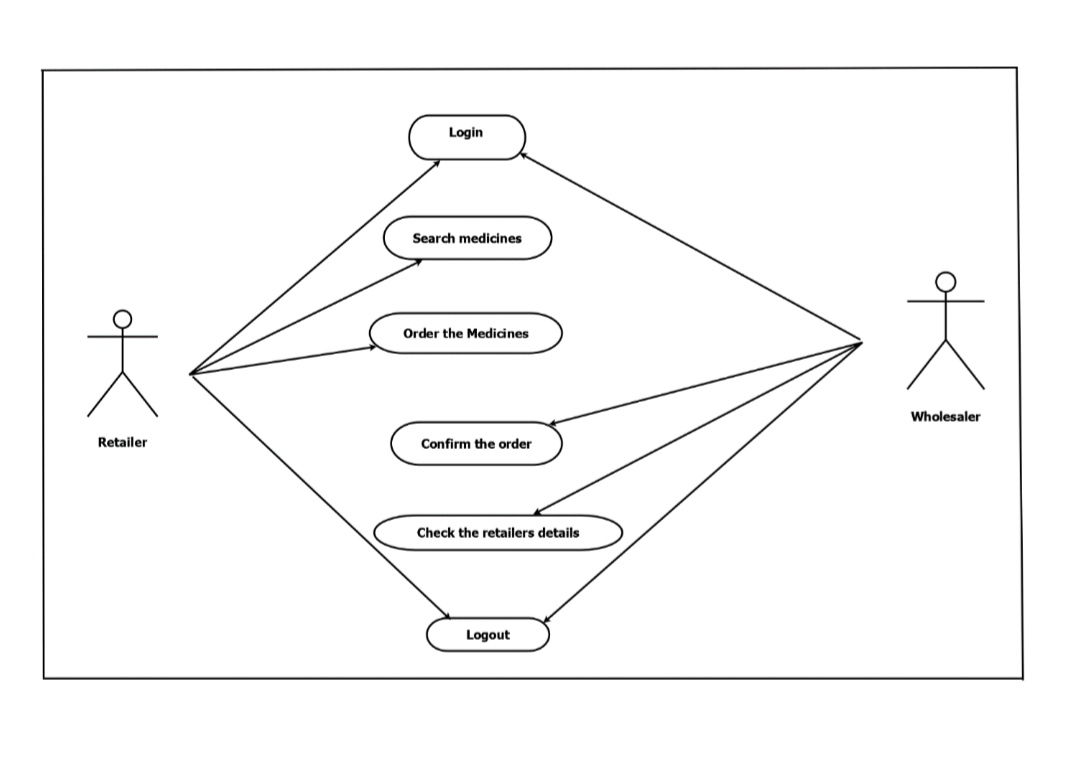 Login
Search medicines
Order the Medicines
Retailer
Wholesaler
Confirm the order
Check the retailers details
Logout